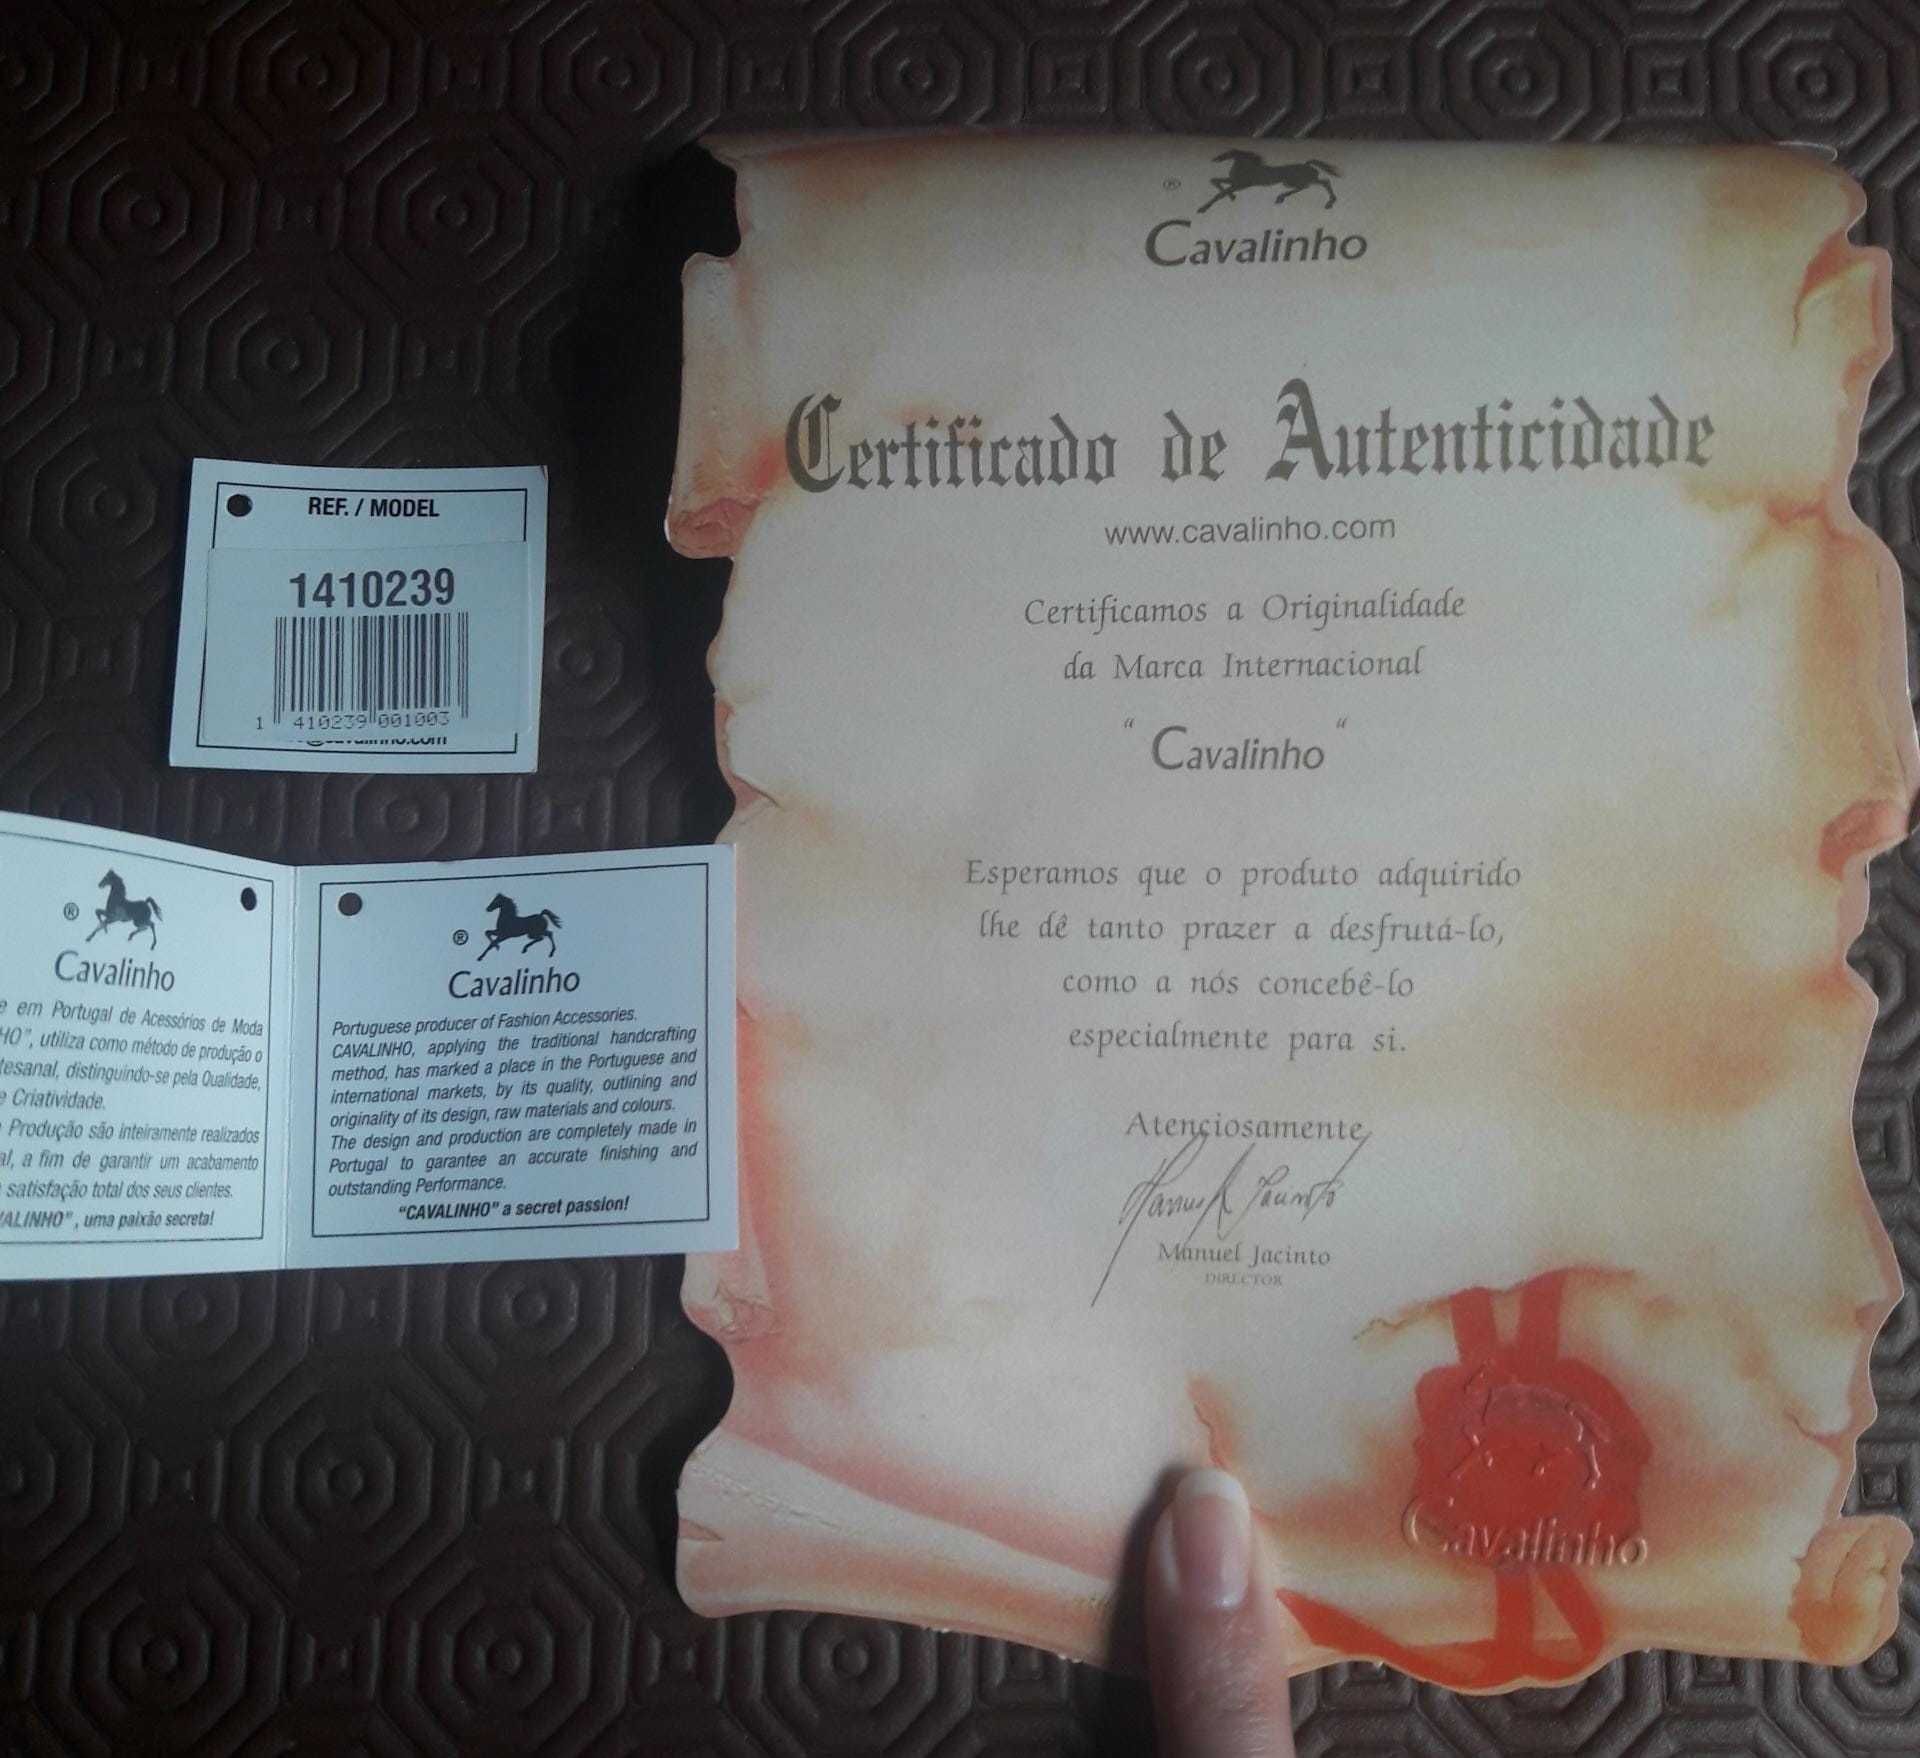 REF. / MODEL
1410239
1 410239 001003
®
Cavalinho
em Portugal de Acessórios de Moda
utiliza como método de produção o
distinguindo-se pela Qualidade,
Criatividade.
Produção são inteiramente realizados
a fim de garantir um acabamento
satisfação total dos seus clientes.
, uma paixão secreta!
®
Cavalinho
Portuguese producer of Fashion Accessories.
CAVALINHO, applying the traditional handcrafting
method, has marked a place in the Portuguese and
international markets, by its quality, outlining and
originality of its design, raw materials and colours.
The design and production are completely made in
Portugal to garantee an accurate finishing and
outstanding Performance.
"CAVALINHO" a secret passion!
®
Cavalinho
Certificado de Autenticidade
www.cavalinho.com
Certificamos a Originalidade
da Marca Internacional
“ Cavalinho “
Esperamos que o produto adquirido
lhe dê tanto prazer a desfrutá-lo,
como a nós concebê-lo
especialmente para si.
Atenciosamente,
Manuel Jacinto
Manuel Jacinto
DIRECTOR
Cavalinho